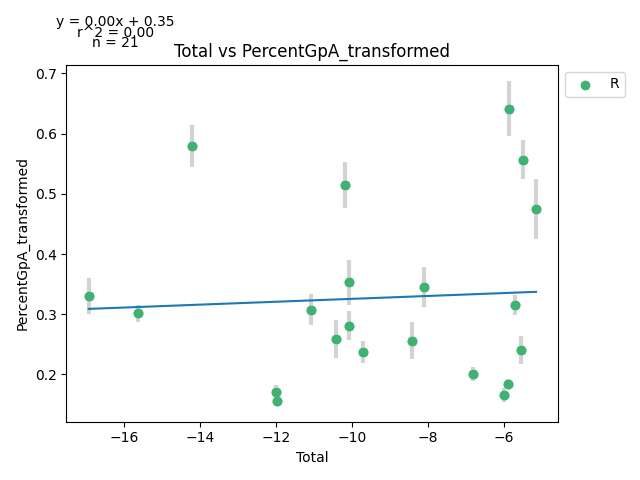 y = 0.00x + 0.35
r^2 = 0.00
n = 21
Total vs PercentGpA_transformed
R
PercentGpA_transformed
0.7
0.6
0.5
0.4
0.3
0.2
−16 −14 −12 −10 −8 −6
Total